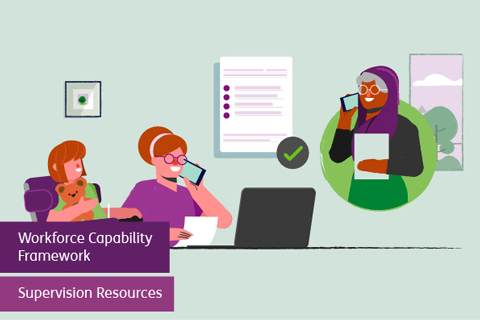 Workforce Capability
Framework
Supervision Resources